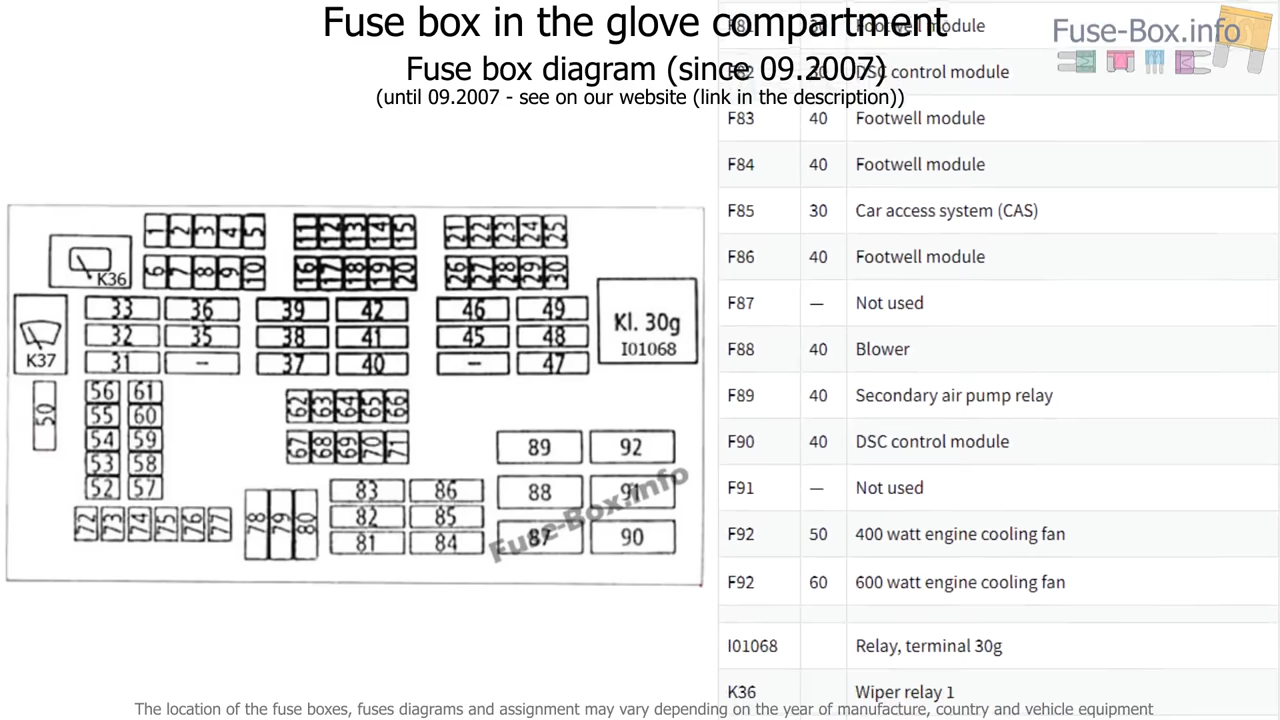 Fuse box in the glove compartment
Fuse box diagram (since 09.2007)
(until 09.2007 - see on our website (link in the description))
Fuse-Box.info
1 2 3 4 5 11 12 13 14 15 21 22 23 24 25
K36 6 7 8 9 10 16 17 18 19 20 26 27 28 29 30
33 36 39 42 46 49
K37 32 35 38 41 45 48 Kl. 30g
31 – 37 40 – 47 I01068
50
56 61 62 63 64 65 66
55 60
54 59 67 68 69 70 71
53 58
52 57
72 73 74 75 76 77 78 79 80
83 86 89 92
82 85 88 91
81 84 87 90
Fuse-Box.info
F81 Footwell module
DSC control module
F83 40 Footwell module
F84 40 Footwell module
F85 30 Car access system (CAS)
F86 40 Footwell module
F87 — Not used
F88 40 Blower
F89 40 Secondary air pump relay
F90 40 DSC control module
F91 — Not used
F92 50 400 watt engine cooling fan
F92 60 600 watt engine cooling fan
I01068 Relay, terminal 30g
K36 Wiper relay 1
The location of the fuse boxes, fuses diagrams and assignment may vary depending on the year of manufacture, country and vehicle equipment